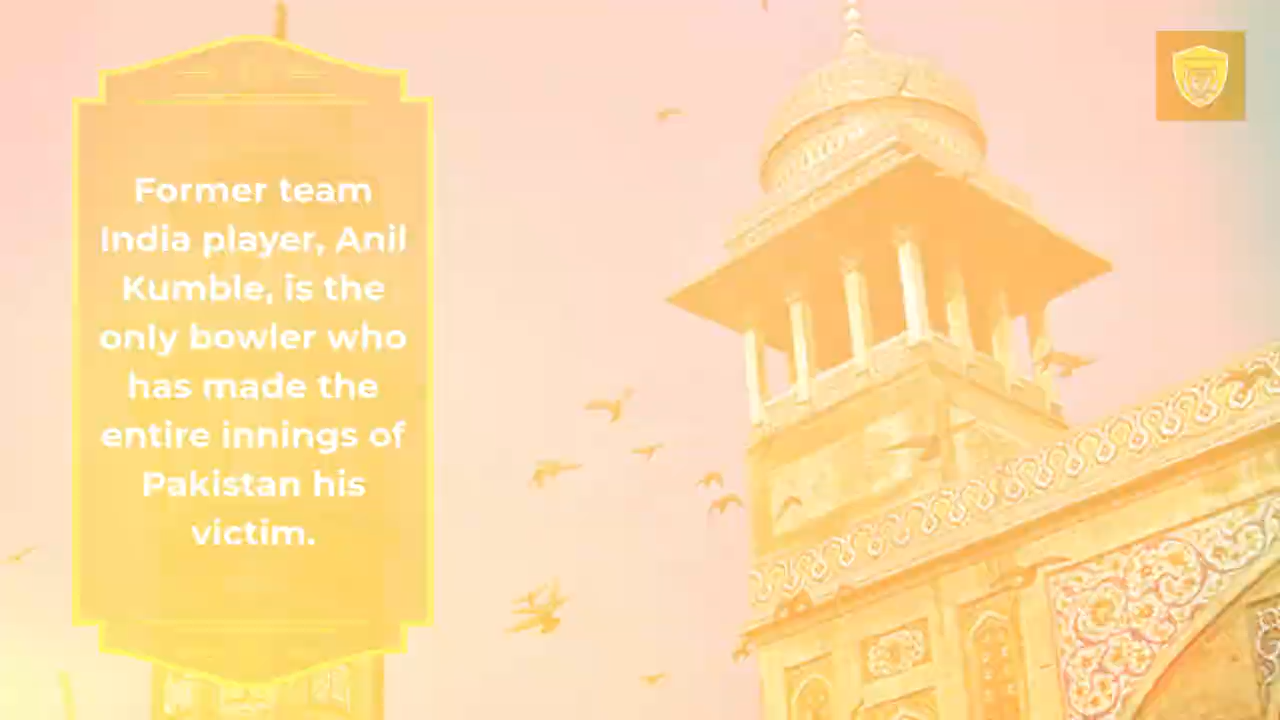 Former team
India player, Anil
Kumble, is the
only bowler who
has made the
entire innings of
Pakistan his
victim.